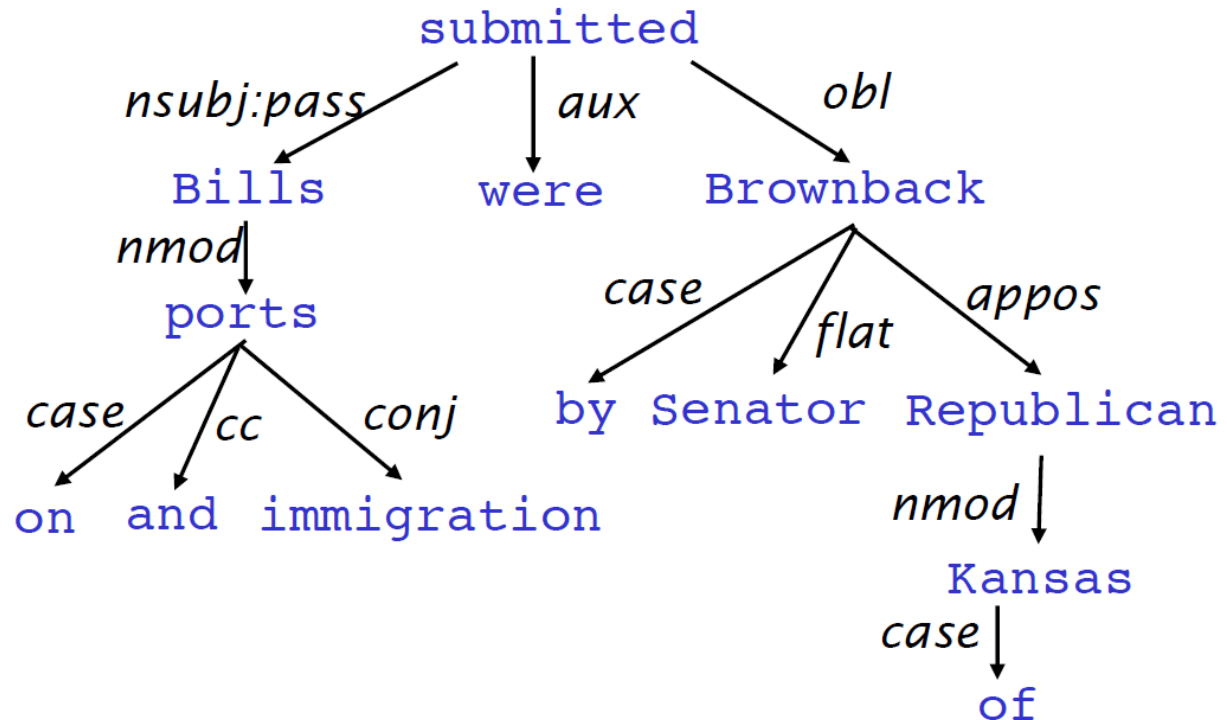 submitted
nsubj:pass aux obl
Bills were Brownback
nmod
case appos
ports
flat
case cc conj
by Senator Republican
on and immigration
nmod
Kansas
case
of